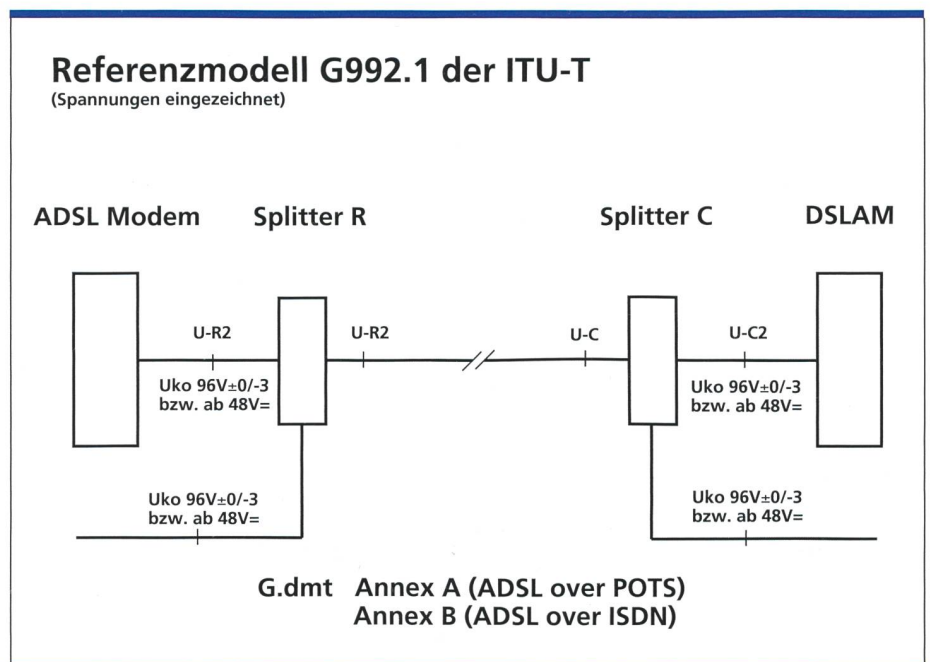 Referenzmodell G992.1 der ITU-T
(Spannungen eingezeichnet)
ADSL Modem
Splitter R
Splitter C
DSLAM
U-R2
U-R2
U-C
U-C2
Uko 96V±0/-3
bzw. ab 48V=
Uko 96V±0/-3
bzw. ab 48V=
Uko 96V±0/-3
bzw. ab 48V=
Uko 96V±0/-3
bzw. ab 48V=
G.dmt Annex A (ADSL over POTS)
Annex B (ADSL over ISDN)